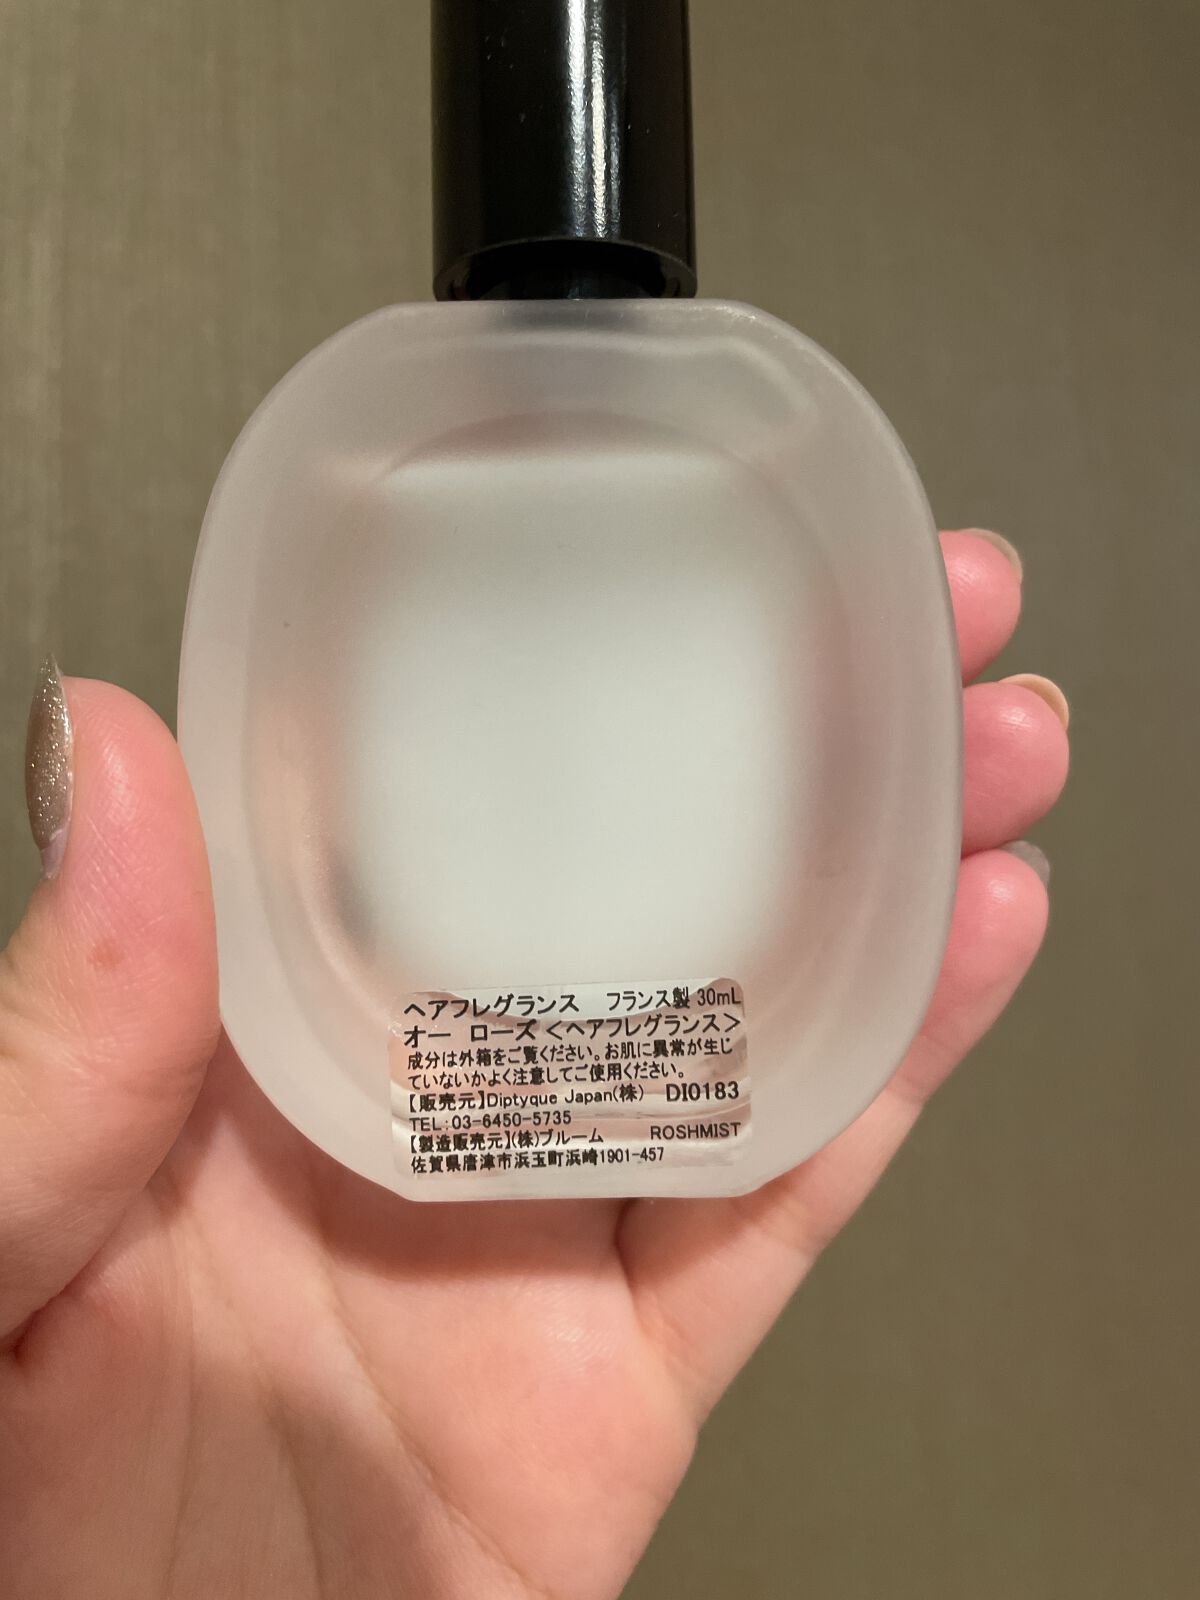 ヘアフレグランス フランス製 30mL
オー ローズ <ヘアフレグランス>
成分は外箱をご覧ください。お肌に異常が生じ
ていないかよく注意してご使用ください。
【販売元】Diptyque Japan(株) DI0183
TEL:03-6450-5735
【製造販売元】(株)ブルーム ROSHMIST
佐賀県唐津市浜玉町浜崎1901-457